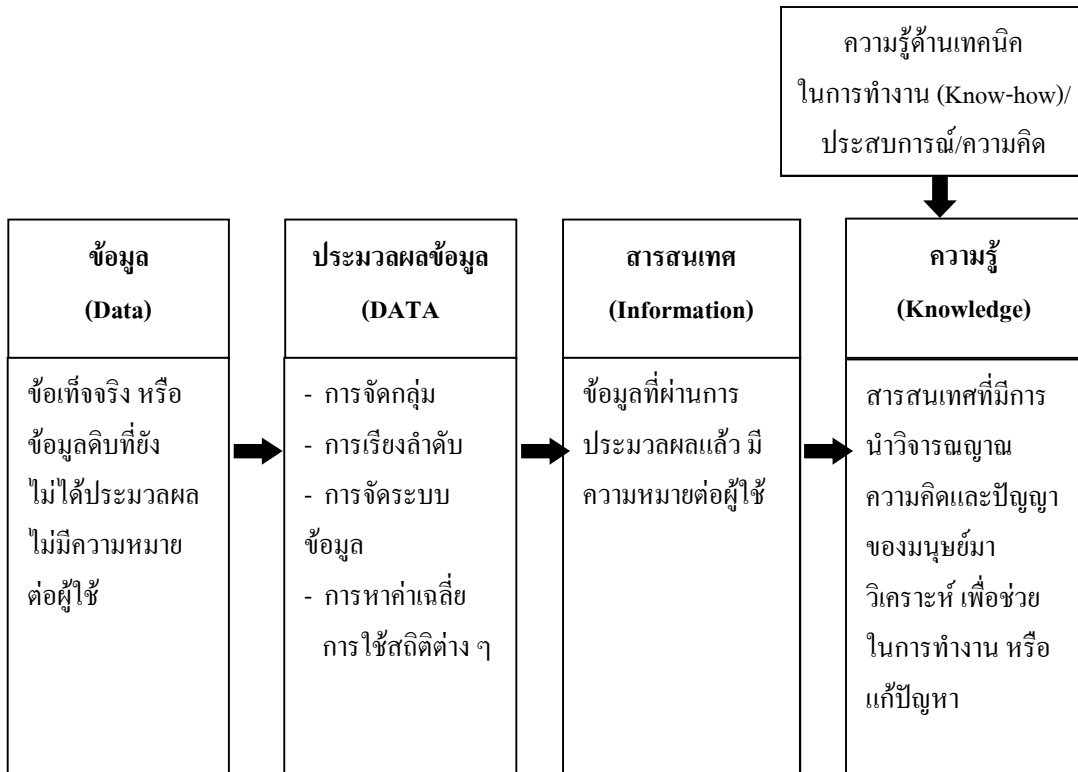 ความรู้ด้านเทคนิค
ในการทำงาน (Know-how)/
ประสบการณ์/ความคิด
ข้อมูล
(Data)
ข้อเท็จจริง หรือ
ข้อมูลดิบที่ยัง
ไม่ได้ประมวลผล
ไม่มีความหมาย
ต่อผู้ใช้
ประมวลผลข้อมูล
(DATA
- การจัดกลุ่ม
- การเรียงลำดับ
- การจัดระบบ
ข้อมูล
- การหาค่าเฉลี่ย
การใช้สถิติต่าง ๆ
สารสนเทศ
(Information)
ข้อมูลที่ผ่านการ
ประมวลผลแล้ว มี
ความหมายต่อผู้ใช้
ความรู้
(Knowledge)
สารสนเทศที่มีการ
นำวิจารณญาณ
ความคิดและปัญญา
ของมนุษย์มา
วิเคราะห์ เพื่อช่วย
ในการทำงาน หรือ
แก้ปัญหา